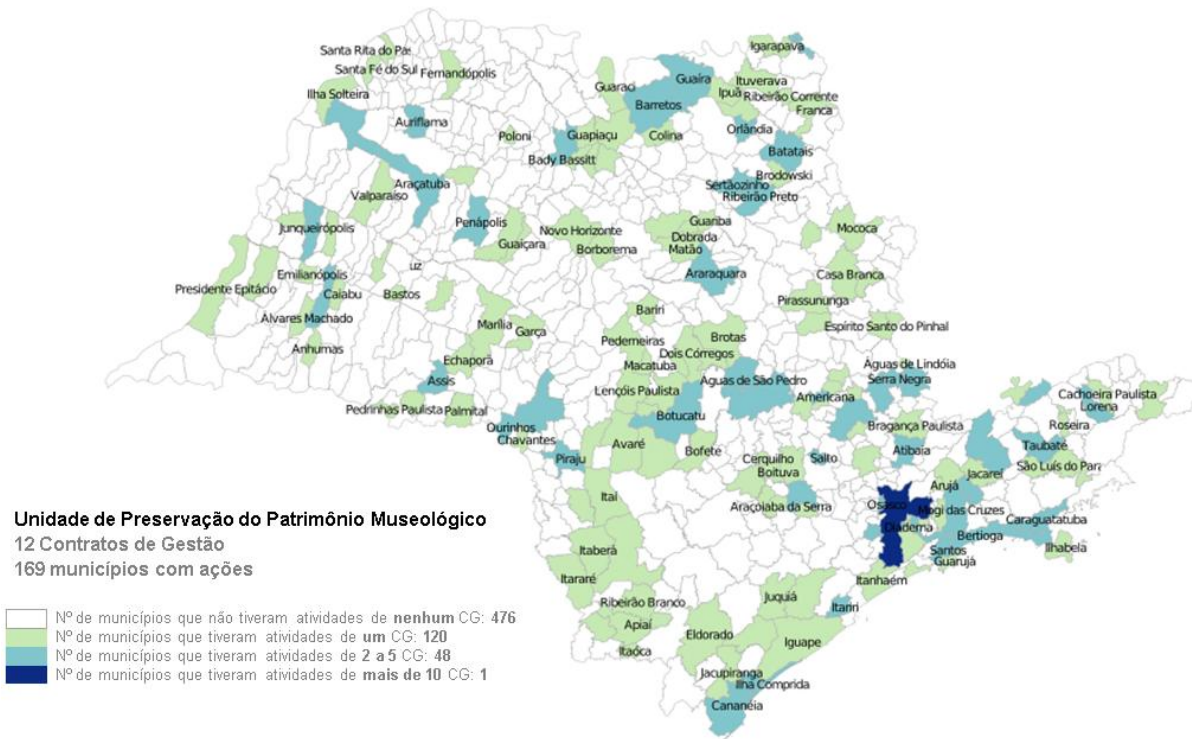 Igarapava
Santa Rita do Pa
Santa Fé do Sul
Fernandópolis
Guaíra
Ituverava
Ilha Solteira
Guaraci
Ipuã
Ribeirão Corrente
Barretos
Franca
Auriflama
Poloni
Guapiaçu
Colina
Orlândia
Bady Bassitt
Batatais
Brodowski
Araçatuba
Sertãozinho
Valparaíso
Ribeirão Preto
Penápolis
Junqueirópolis
Novo Horizonte
Guariba
Mococa
Guaiçara
Borborema
Dobrada
Matão
uz
Emilianópolis
Araraquara
Casa Branca
Presidente Epitácio
Caiabu
Bastos
Pirassununga
Álvares Machado
Bariri
Marília
Garça
Espírito Santo do Pinhal
Anhumas
Pederneiras
Brotas
Echaporã
Dois Córregos
Macatuba
Águas de Lindóia
Assis
Lençóis Paulista
Águas de São Pedro
Serra Negra
Americana
Cachoeira Paulista
Pedrinhas Paulista
Palmital
Botucatu
Lorena
Ourinhos
Bragança Paulista
Roseira
Chavantes
Avaré
Bofete
Atibaia
Taubaté
Piraju
Cerquilho
Salto
Boituva
São Luís do Par
Jacareí
Arujá
Itaí
Araçoiaba da Serra
Osasco
Mogi das Cruzes
Diadema
Caraguatatuba
Bertioga
Itaberá
Santos
Ilhabela
Guarujá
Itararé
Itanhaém
Ribeirão Branco
Juquiá
Itariri
Apiaí
Eldorado
Iguape
Itaóca
Jacupiranga
Ilha Comprida
Cananéia
Unidade de Preservação do Patrimônio Museológico
12 Contratos de Gestão
169 municípios com ações
Nº de municípios que não tiveram atividades de nenhum CG: 476
Nº de municípios que tiveram atividades de um CG: 120
Nº de municípios que tiveram atividades de 2 a 5 CG: 48
Nº de municípios que tiveram atividades de mais de 10 CG: 1